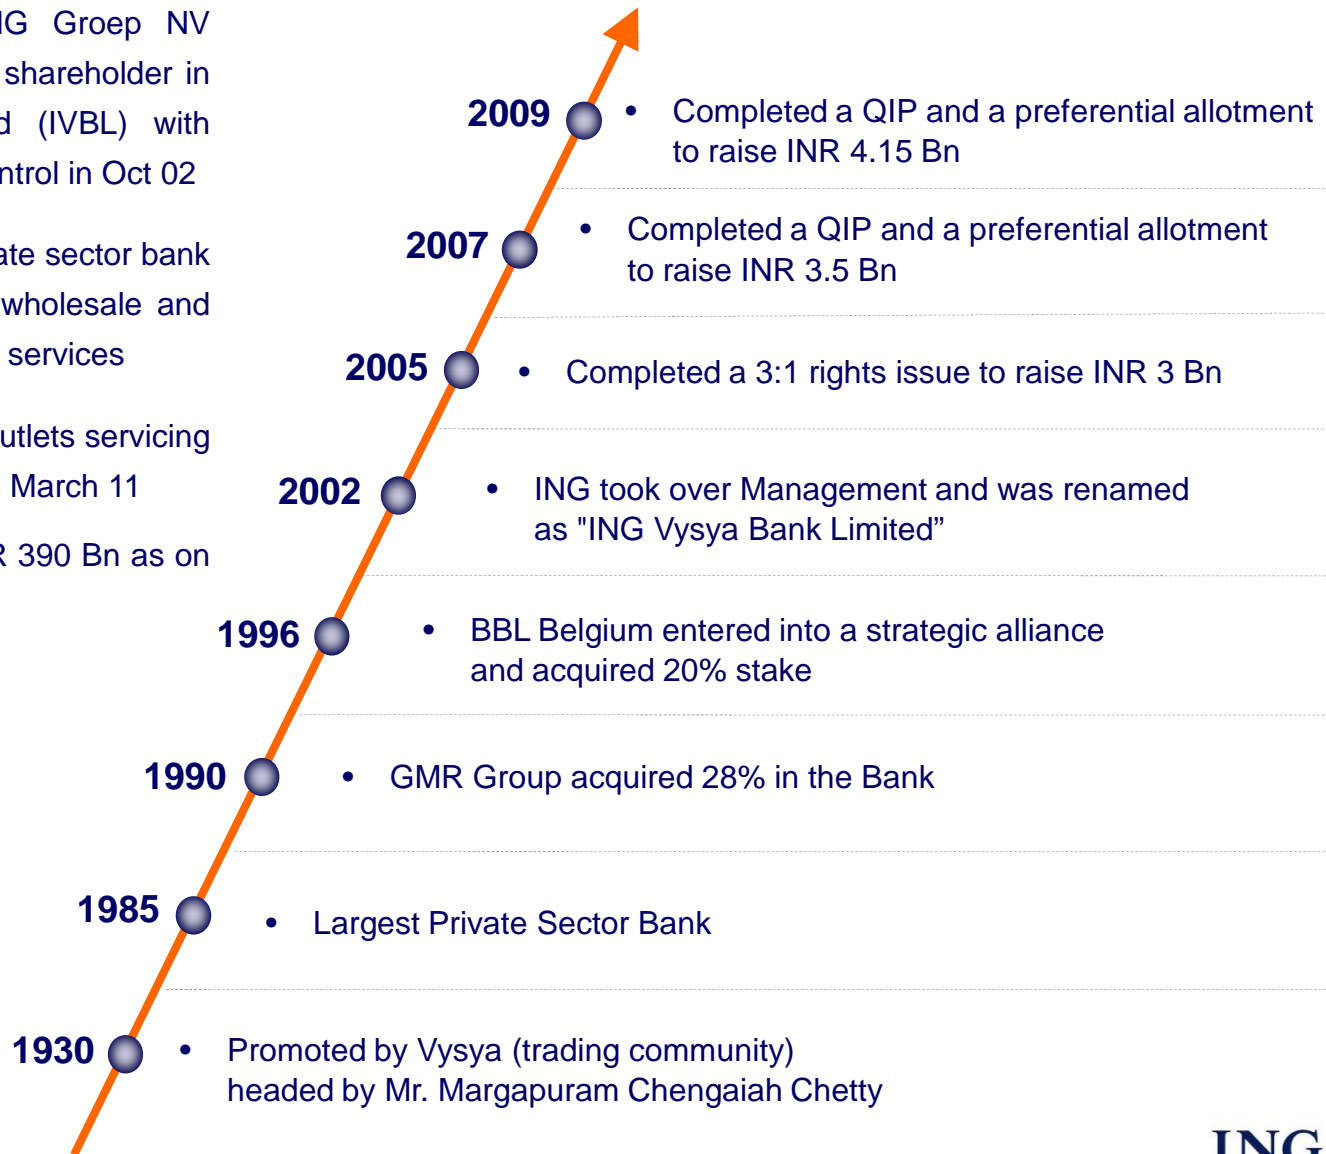 NG Groep NV
shareholder in
(IVBL) with
ntrol in Oct 02
ate sector bank
wholesale and
services
utlets servicing
March 11
R 390 Bn as on
2009
• Completed a QIP and a preferential allotment
to raise INR 4.15 Bn
2007
• Completed a QIP and a preferential allotment
to raise INR 3.5 Bn
2005
• Completed a 3:1 rights issue to raise INR 3 Bn
2002
• ING took over Management and was renamed
as "ING Vysya Bank Limited”
1996
• BBL Belgium entered into a strategic alliance
and acquired 20% stake
1990
• GMR Group acquired 28% in the Bank
1985
• Largest Private Sector Bank
1930
• Promoted by Vysya (trading community)
headed by Mr. Margapuram Chengaiah Chetty
ING